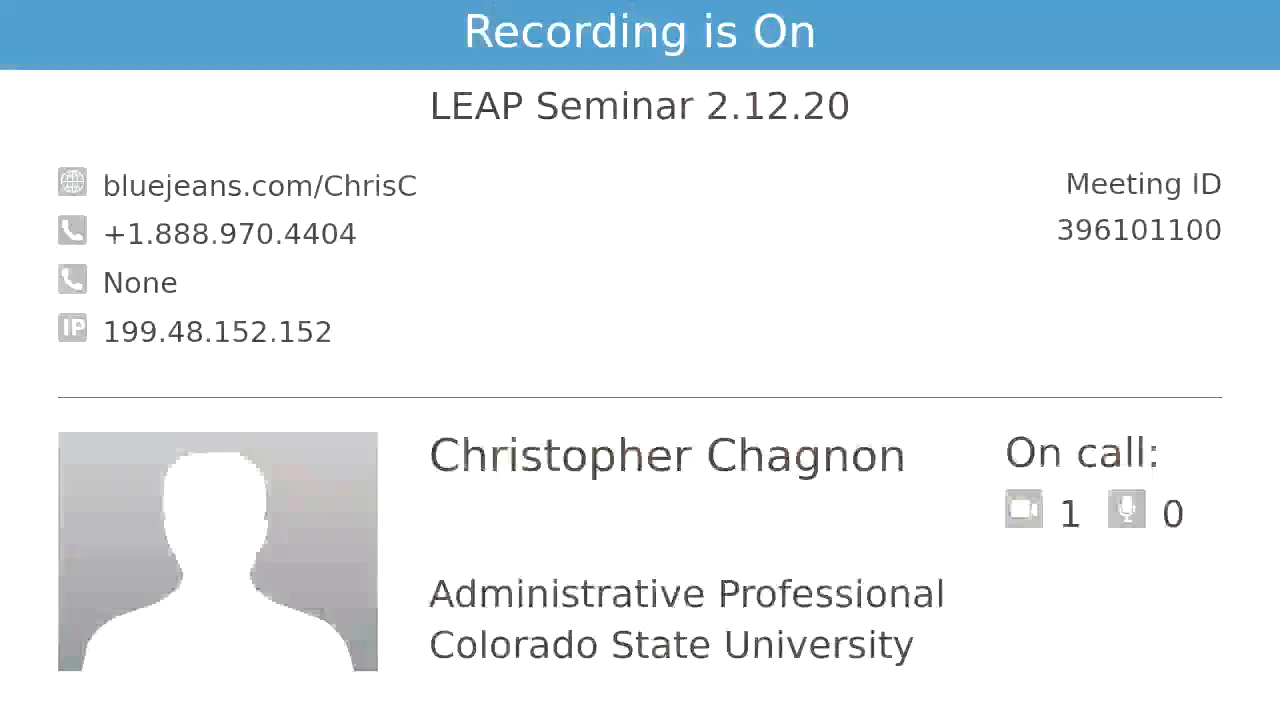 Recording is On
LEAP Seminar 2.12.20
bluejeans.com/ChrisC
+1.888.970.4404
None
IP 199.48.152.152
Meeting ID
396101100
Christopher Chagnon
Administrative Professional
Colorado State University
On call:
1 0